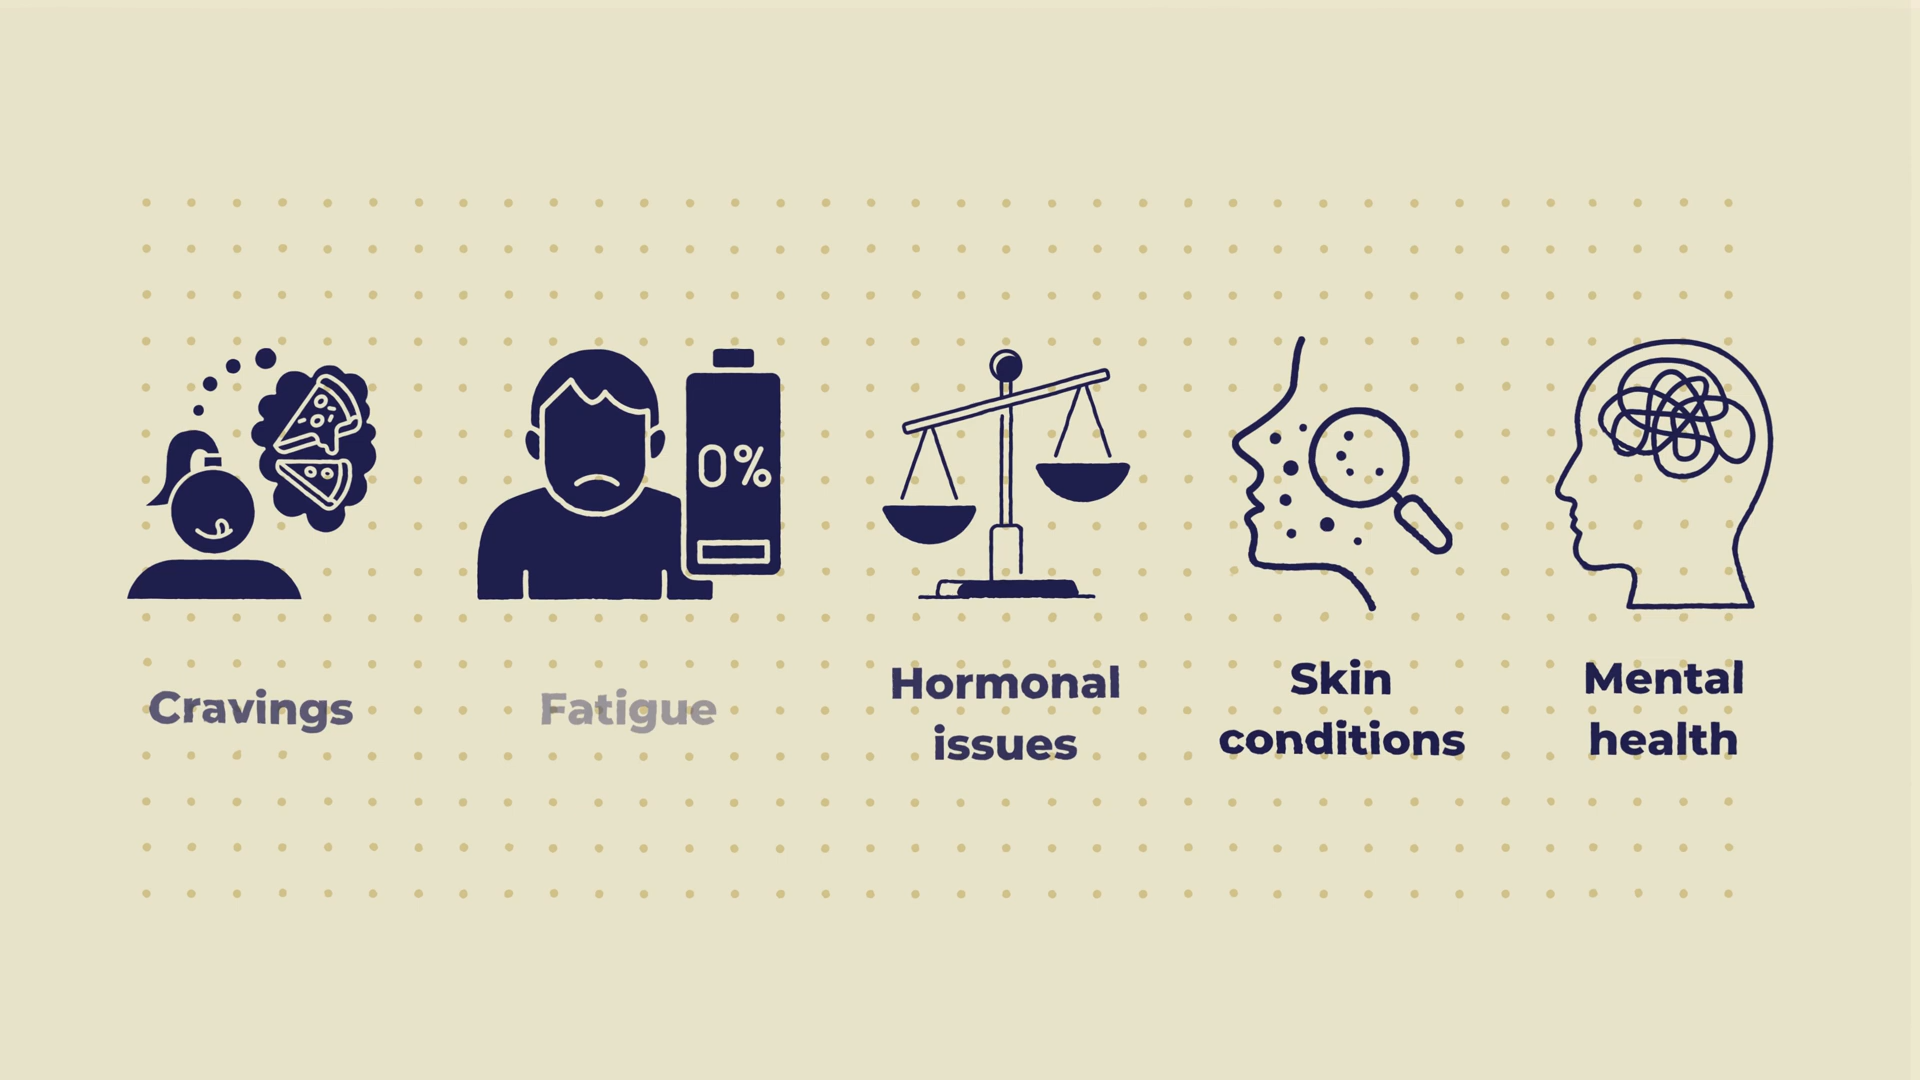 0%
Cravings
Fatigue
Hormonal
issues
Skin
conditions
Mental
health